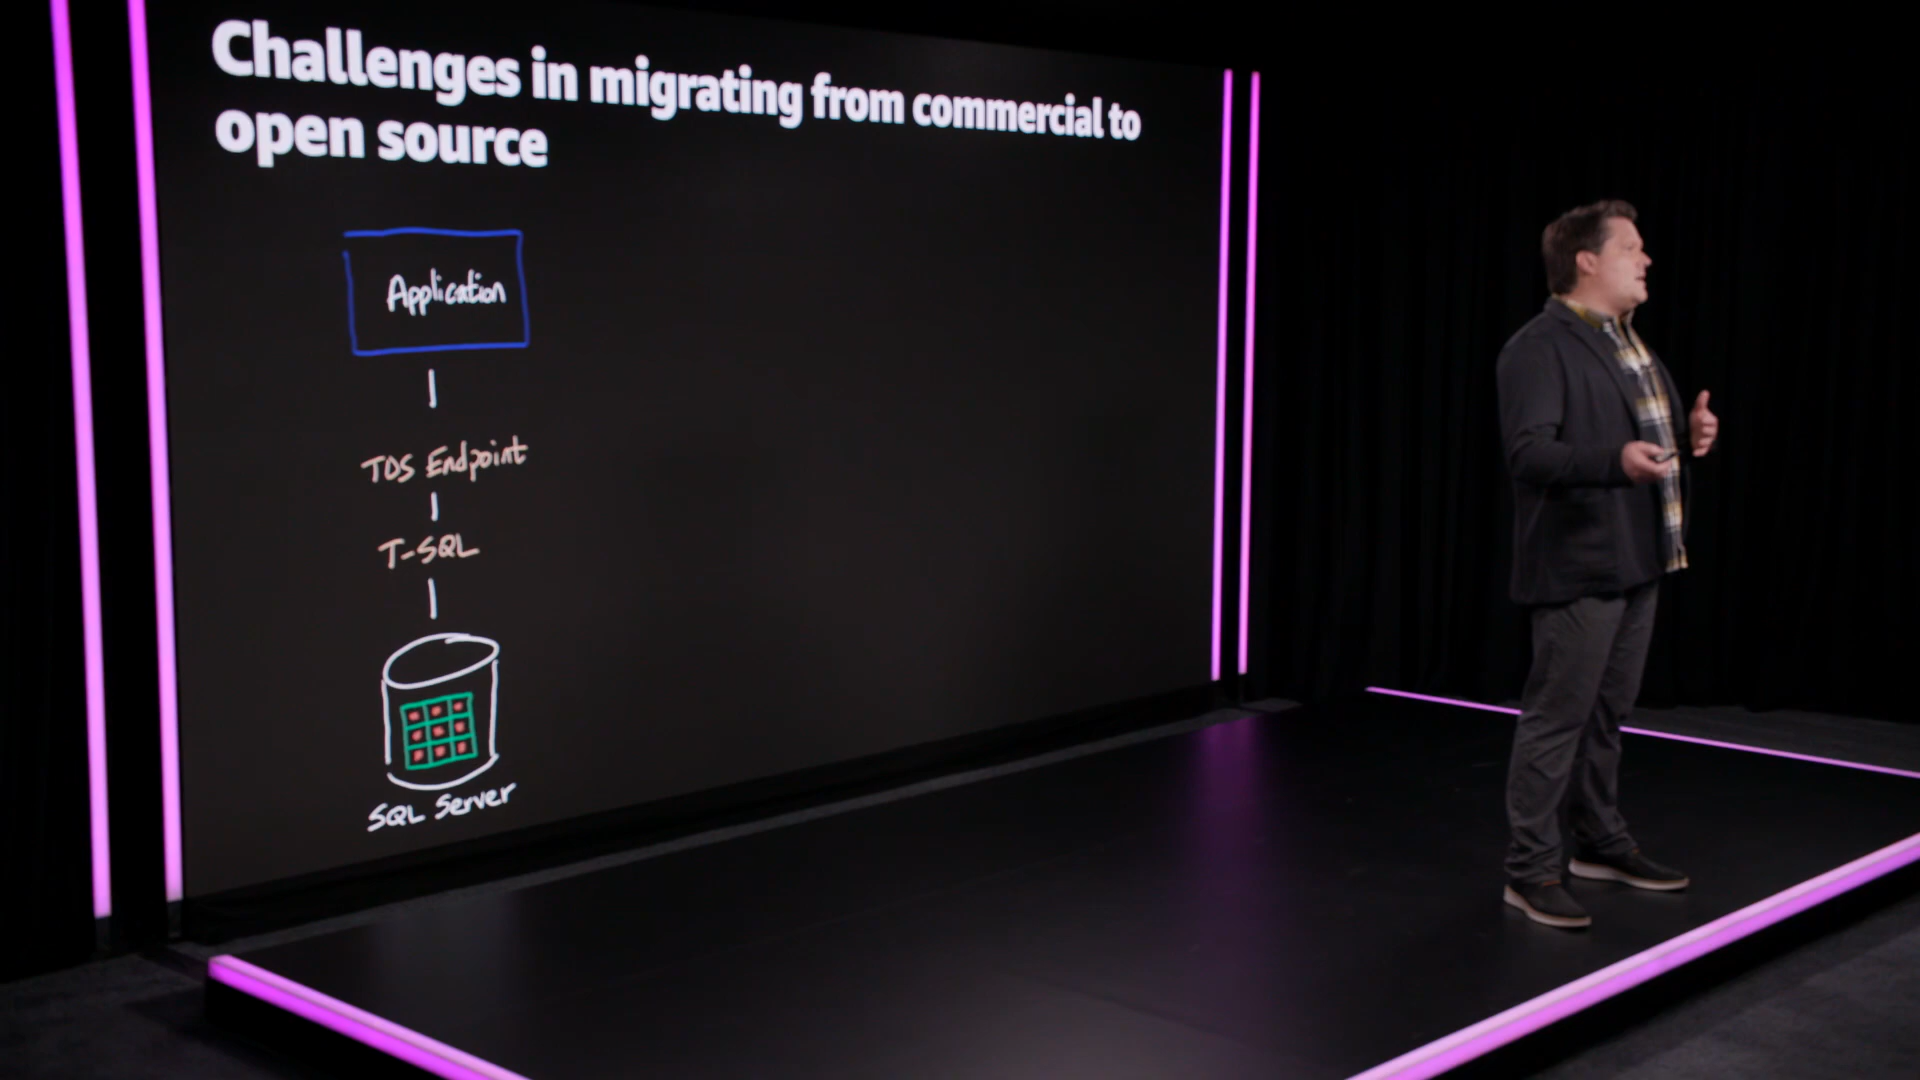 Challenges in migrating from commercial to
open source
Application
TDS Endpoint
T-SQL
SQL Server